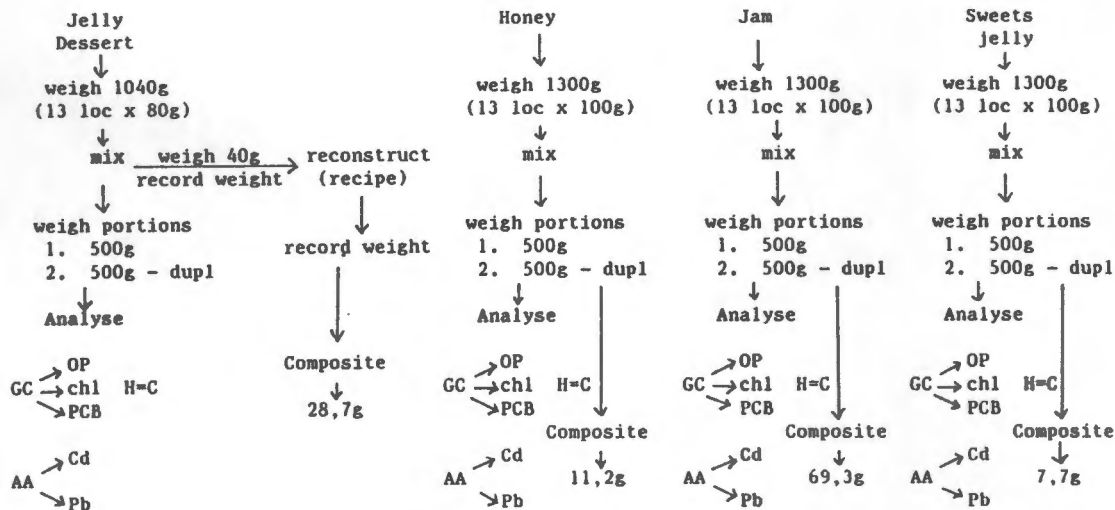 Jelly
Dessert
weigh 1040g
(13 loc x 80g)
mix
weigh 40g
record weight
reconstruct
(recipe)
weigh portions
1. 500g
2. 500g - dupl
record weight
Analyse
Composite
28,7g
GC
OP
chl
PCB
H=C
AA
Cd
Pb
Honey
weigh 1300g
(13 loc x 100g)
mix
weigh portions
1. 500g
2. 500g - dupl
Analyse
GC
OP
chl
PCB
H=C
Composite
11,2g
AA
Cd
Pb
Jam
weigh 1300g
(13 loc x 100g)
mix
weigh portions
1. 500g
2. 500g - dupl
Analyse
GC
OP
chl
PCB
H=C
Composite
69,3g
AA
Cd
Pb
Sweets
jelly
weigh 1300g
(13 loc x 100g)
mix
weigh portions
1. 500g
2. 500g - dupl
Analyse
GC
OP
chl
PCB
H=C
Composite
7,7g
AA
Cd
Pb